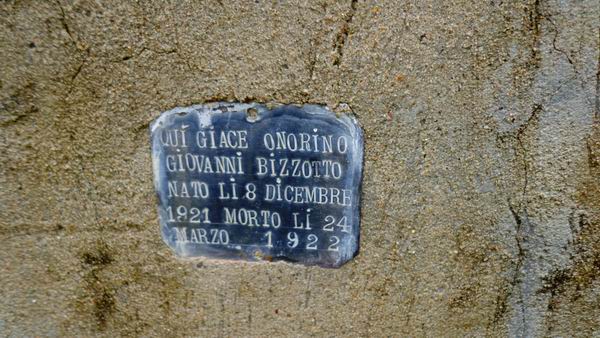 QUI GIACE ONORINO
GIOVANNI BIZZOTTO
NATO LI 8 DICEMBRE
1921 MORTO LI 24
MARZO 1922